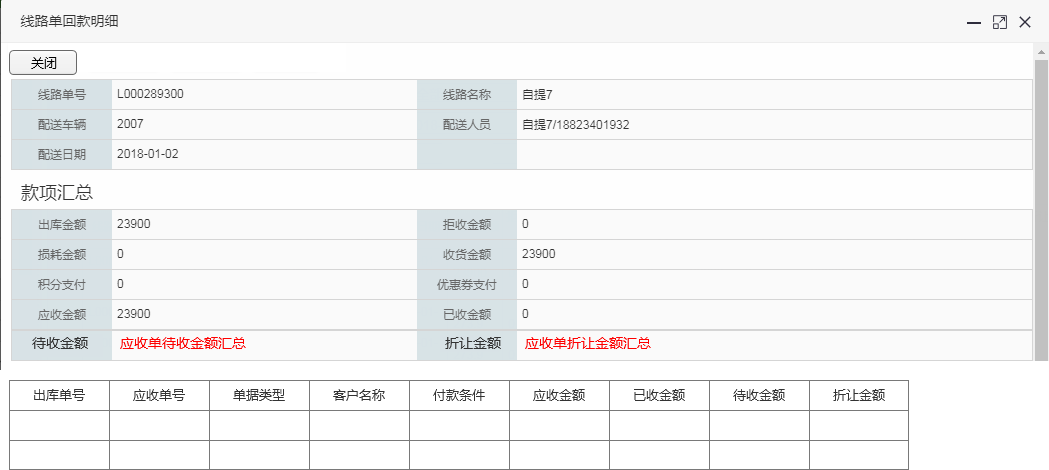 线路单回款明细
关闭
线路单号 L000289300 线路名称 自提7
配送车辆 2007 配送人员 自提7/18823401932
配送日期 2018-01-02
款项汇总
出库金额 23900 拒收金额 0
损耗金额 0 收货金额 23900
积分支付 0 优惠券支付 0
应收金额 23900 已收金额 0
待收金额 应收单待收金额汇总 折让金额 应收单折让金额汇总
出库单号 应收单号 单据类型 客户名称 付款条件 应收金额 已收金额 待收金额 折让金额